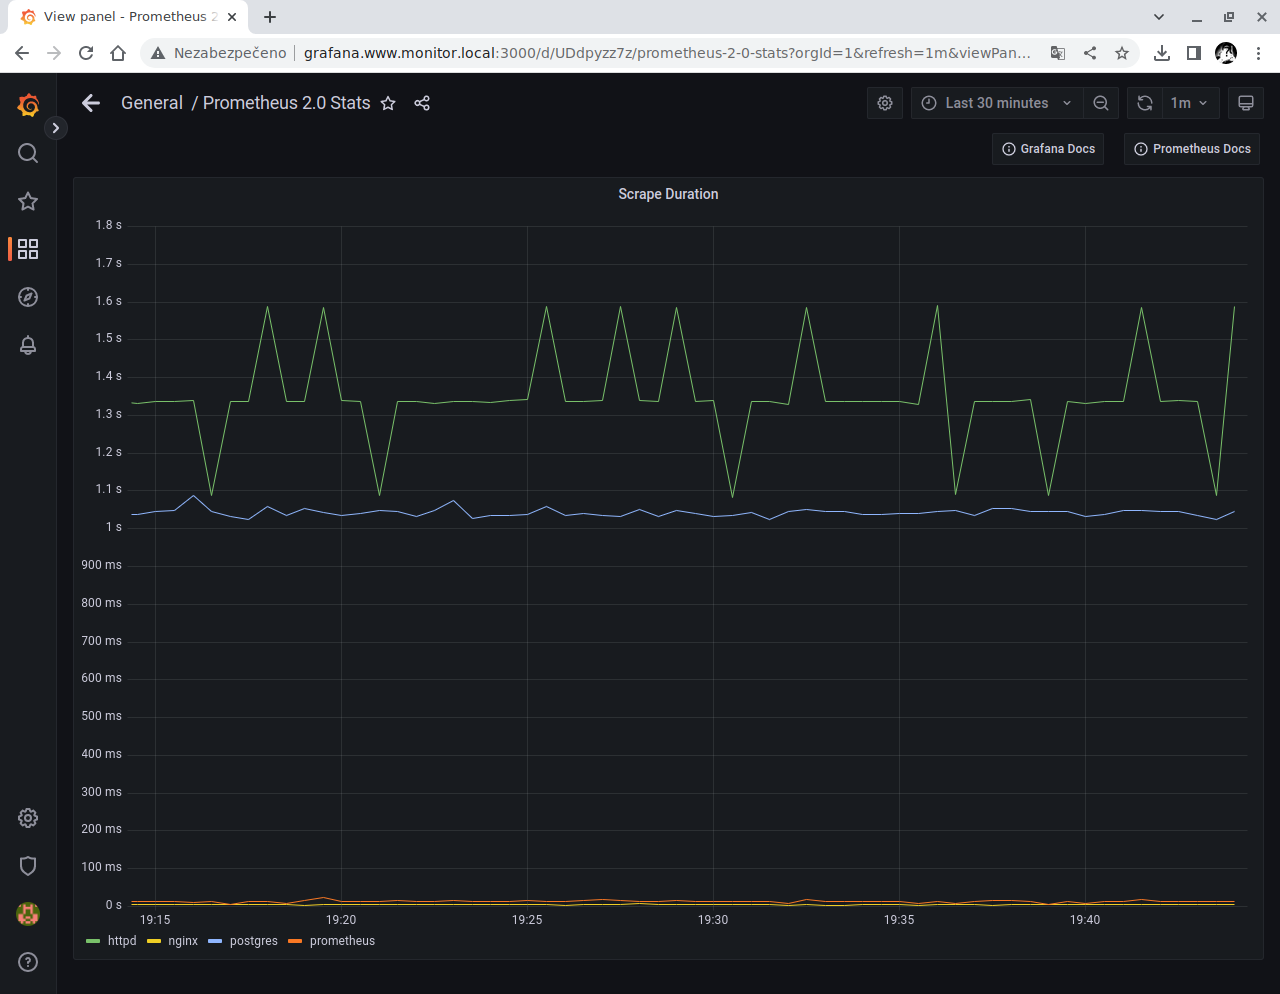 View panel - Prometheus 2
Nezabezpečeno
grafana.www.monitor.local:3000/d/UDdpyzz7z/prometheus-2-0-stats?orgId=1&refresh=1m&viewPan...
General / Prometheus 2.0 Stats
Last 30 minutes
1m
Grafana Docs
Prometheus Docs
Scrape Duration
1.8 s
1.7 s
1.6 s
1.5 s
1.4 s
1.3 s
1.2 s
1.1 s
1 s
900 ms
800 ms
700 ms
600 ms
500 ms
400 ms
300 ms
200 ms
100 ms
0 s
19:15 19:20 19:25 19:30 19:35 19:40
httpd nginx postgres prometheus